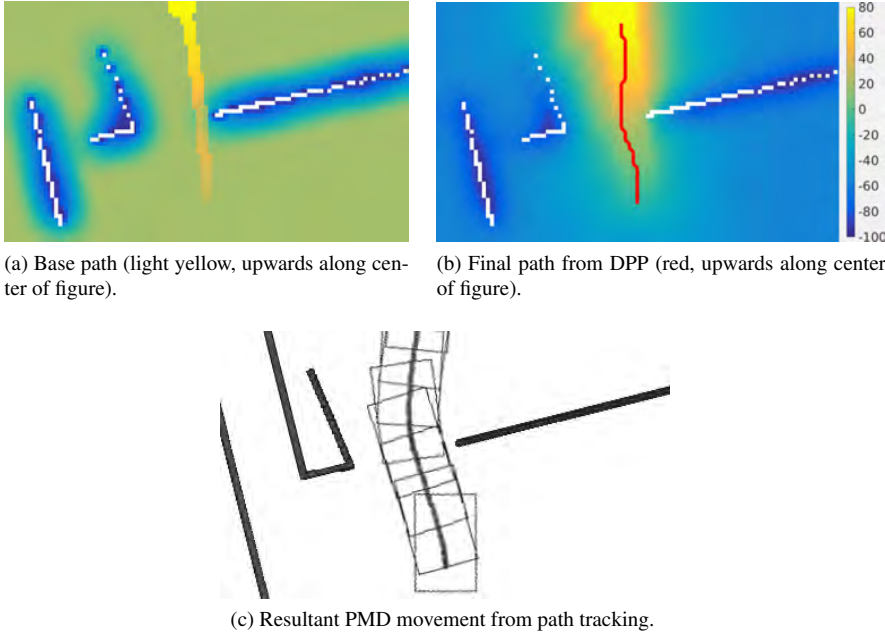 80
60
40
20
0
-20
-40
-60
-80
-100
(a) Base path (light yellow, upwards along cen-
ter of figure).
(b) Final path from DPP (red, upwards along center
of figure).
(c) Resultant PMD movement from path tracking.